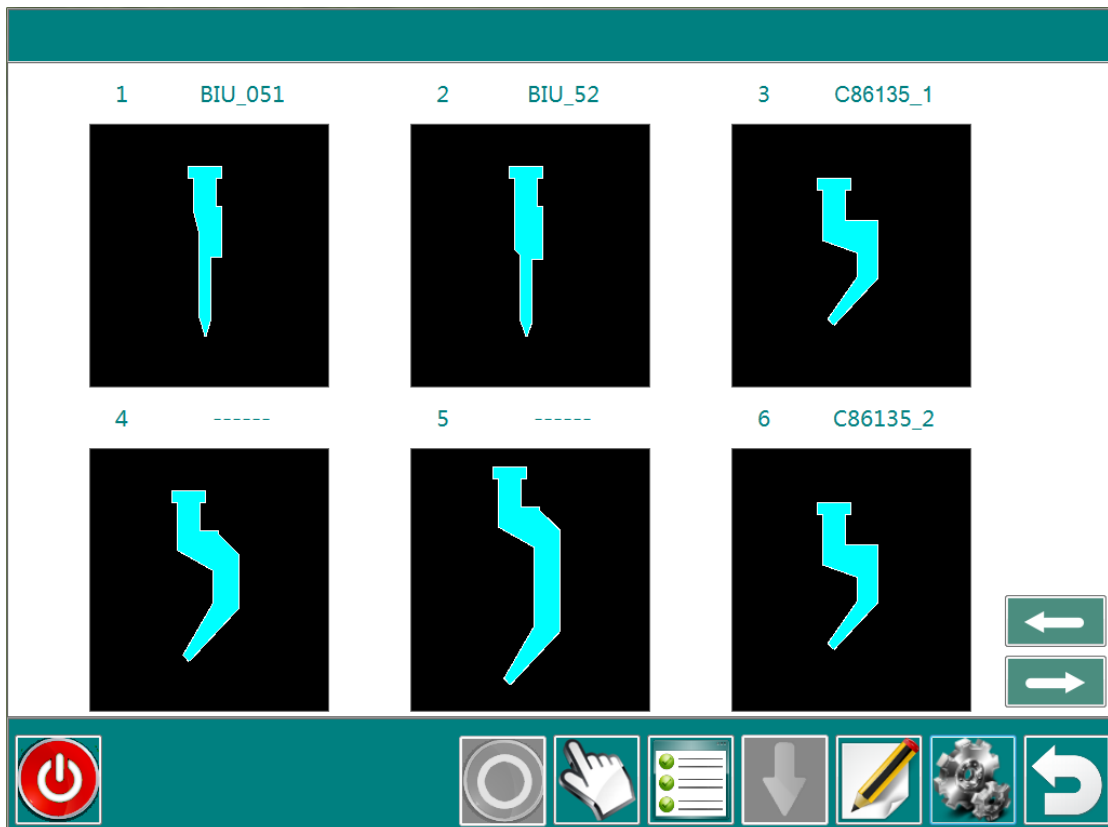 1 BIU_051
2 BIU_52
3 C86135_1
4 ------
5 ------
6 C86135_2